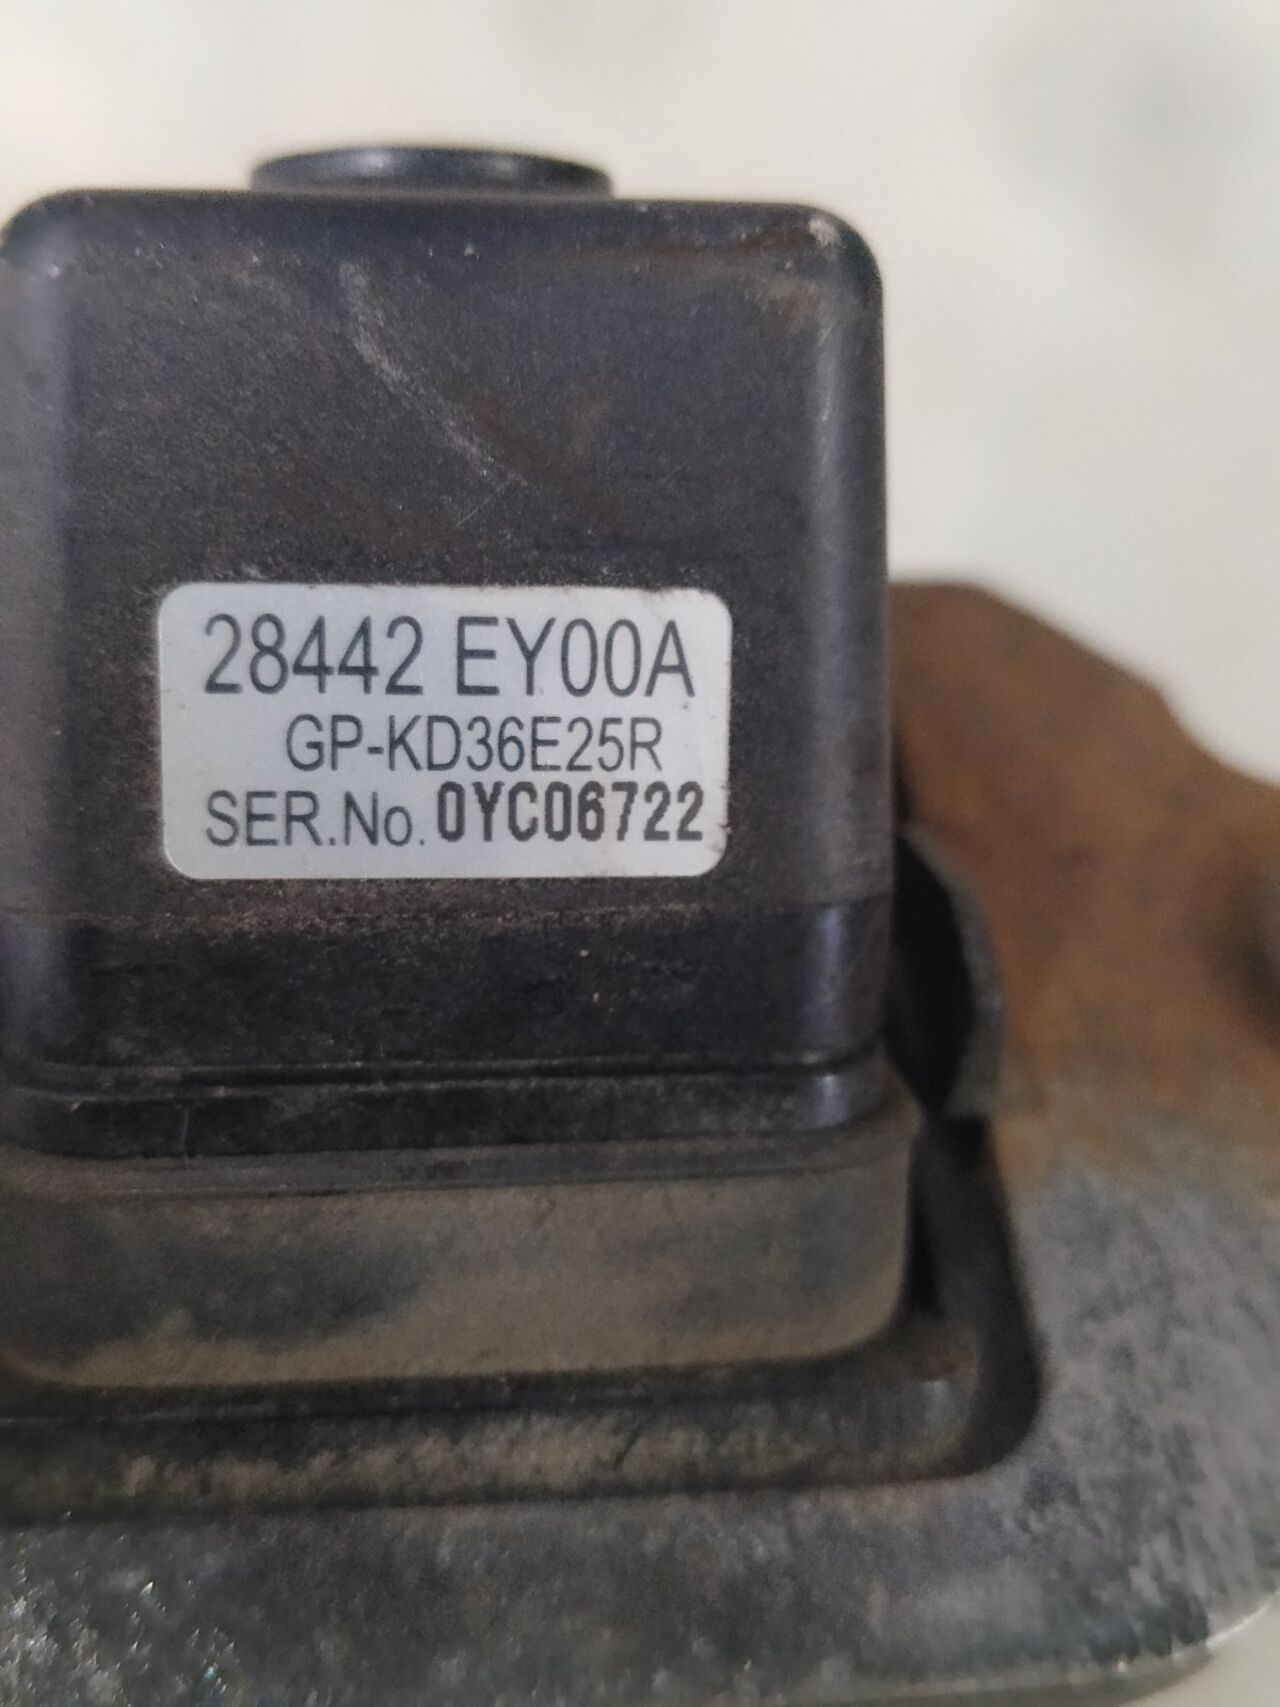 28442 EY00A
GP-KD36E25R
SER.No. 0YC06722